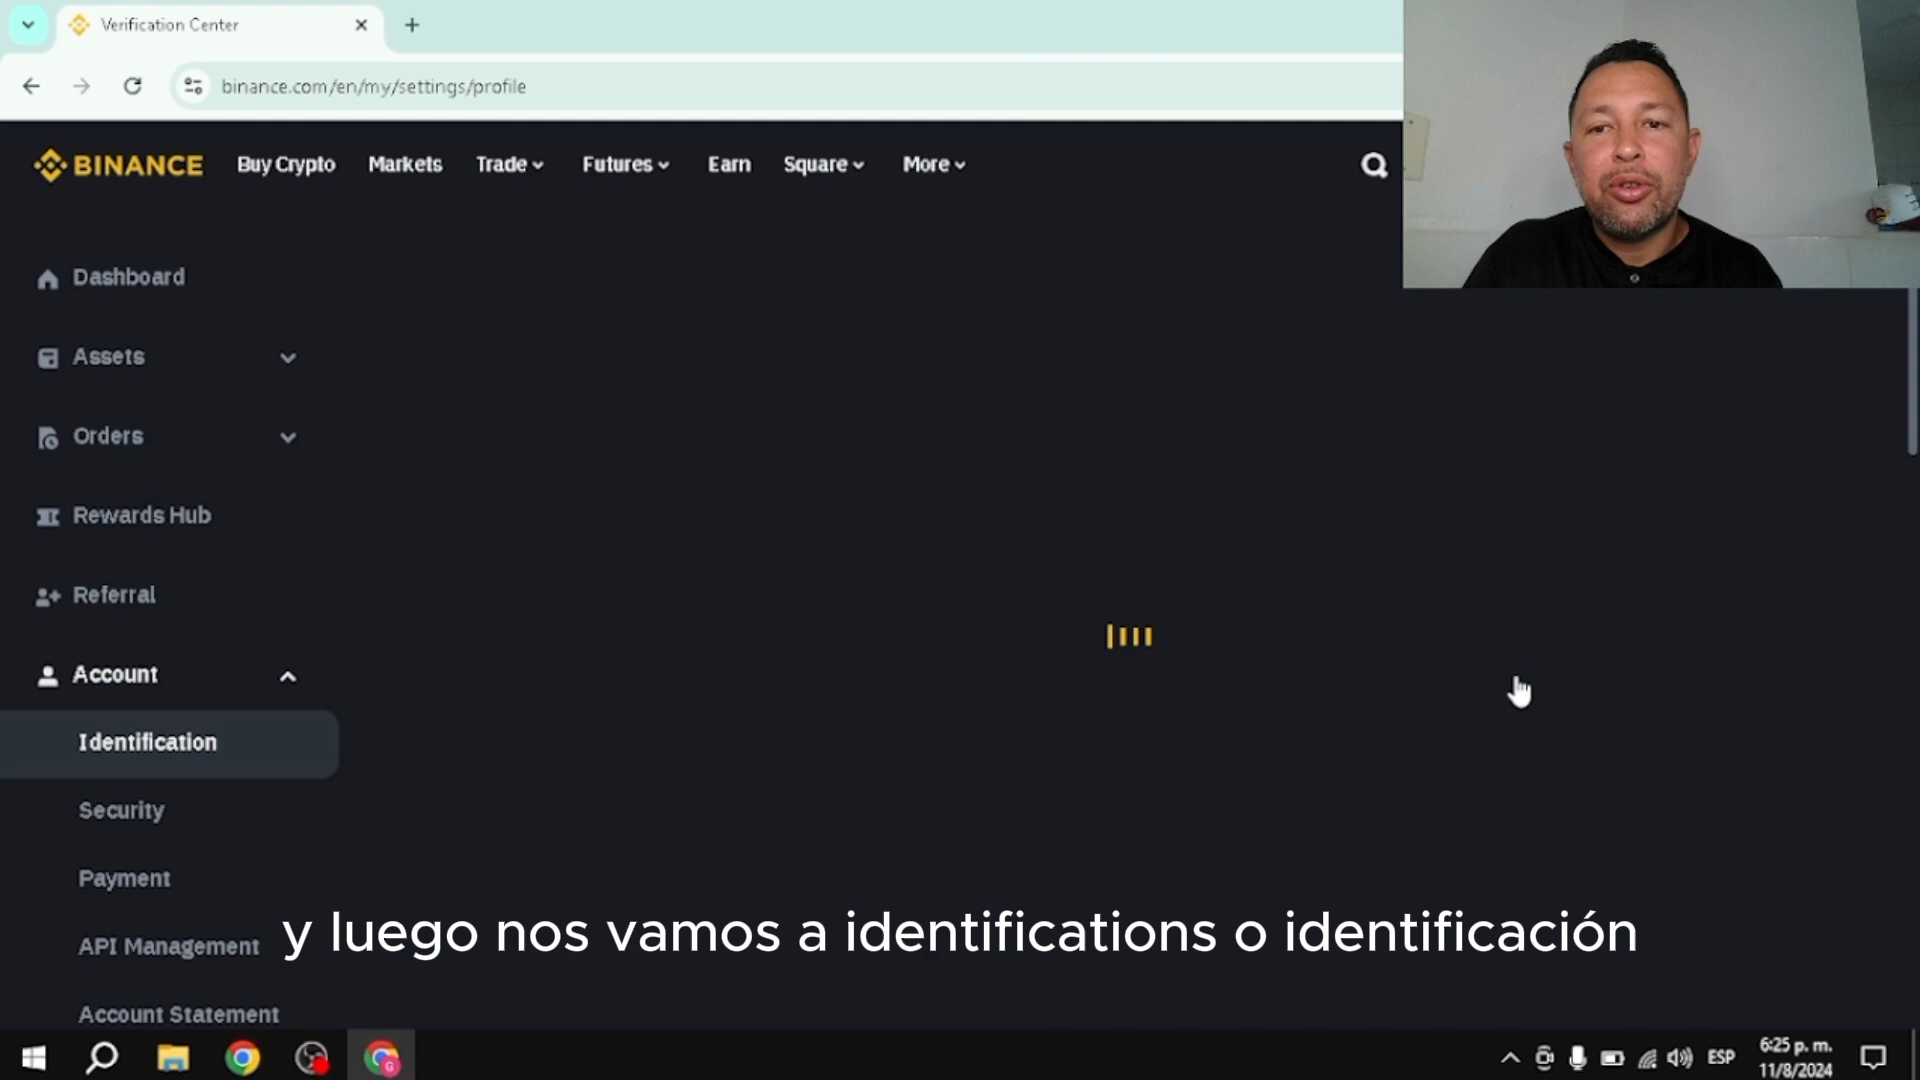 Verification Center
binance.com/en/my/settings/profile
BINANCE Buy Crypto Markets Trade Futures Earn Square More
Dashboard
Assets
Orders
Rewards Hub
Referral
Account
Identification
Security
Payment
API Management
Account Statement
y luego nos vamos a identifications o identificación
ESP
6:25 p. m.
11/8/2024